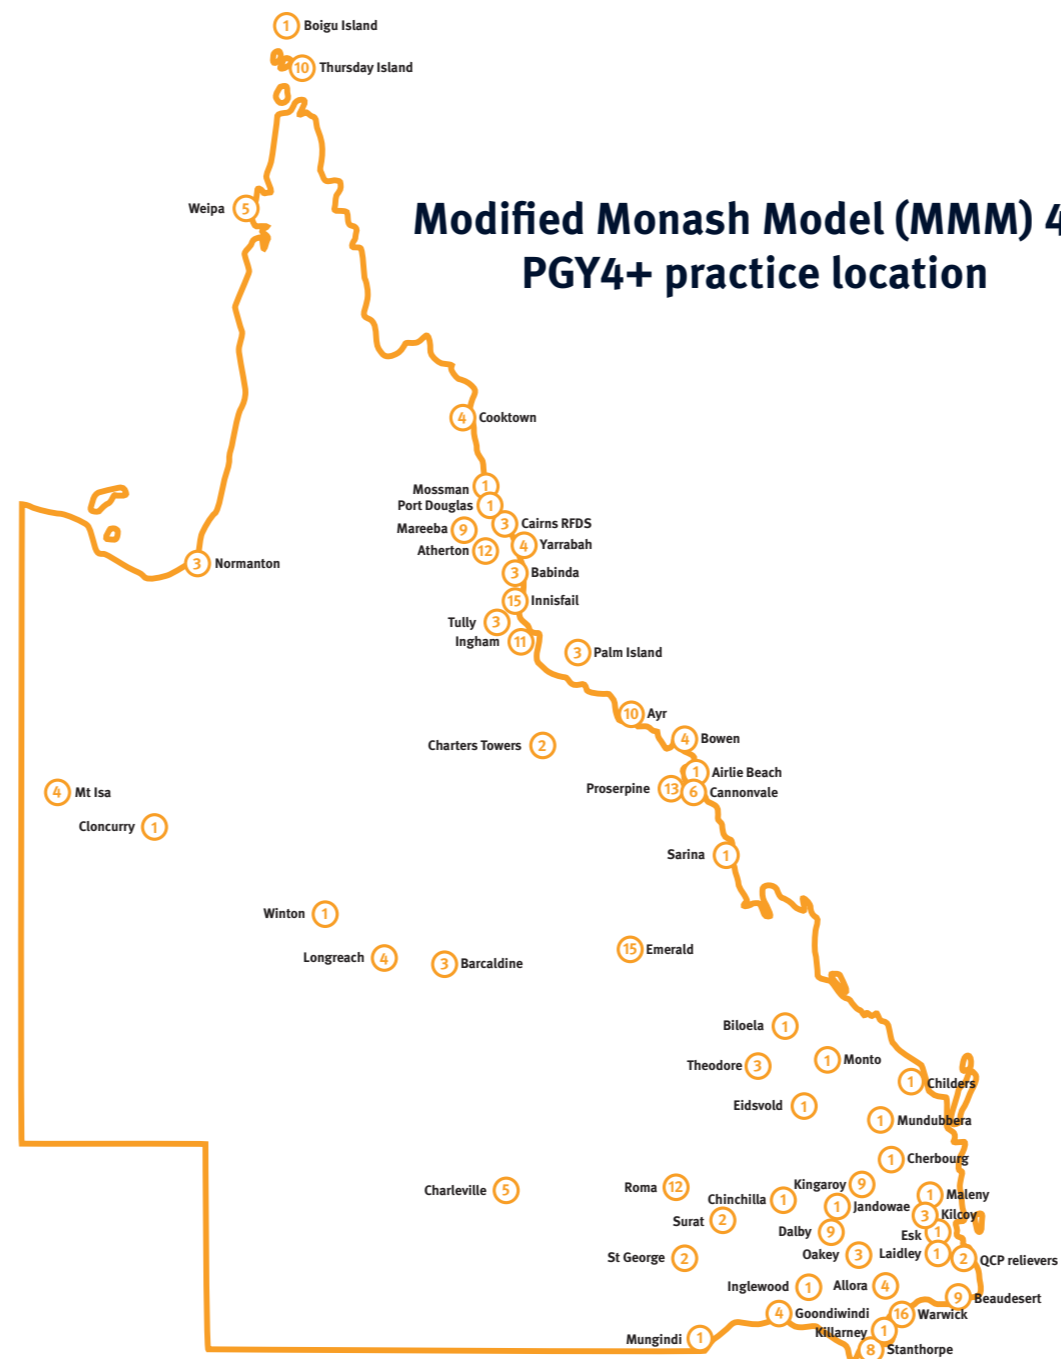 1 Boigu Island
10 Thursday Island
Weipa 5
Modified Monash Model (MMM) 4
PGY4+ practice location
4 Cooktown
Mossman 1
Port Douglas 1
3 Cairns RFDS
Mareeba 9
4 Yarrabah
Atherton 12
3 Babinda
3 Normanton
15 Innisfail
Tully 3
Ingham 11
3 Palm Island
10 Ayr
4 Bowen
Charters Towers 2
1 Airlie Beach
Proserpine 13
6 Cannonvale
4 Mt Isa
Cloncurry 1
Sarina 1
Winton 1
15 Emerald
Longreach 4
3 Barcaldine
Biloela 1
1 Monto
Theodore 3
1 Childers
Eidsvold 1
1 Mundubbera
1 Cherbourg
Kingaroy 9
Roma 12
Charleville 5
1 Maleny
Chinchilla 1
1 Jandowae
3 Kilcoy
Surat 2
Dalby 9
Esk 1
Oakey 3
Laidley 1
2 QCP relievers
St George 2
Inglewood 1
Allora 4
9 Beaudesert
4 Goondiwindi
16 Warwick
Killarney 1
Mungindi 1
8 Stanthorpe